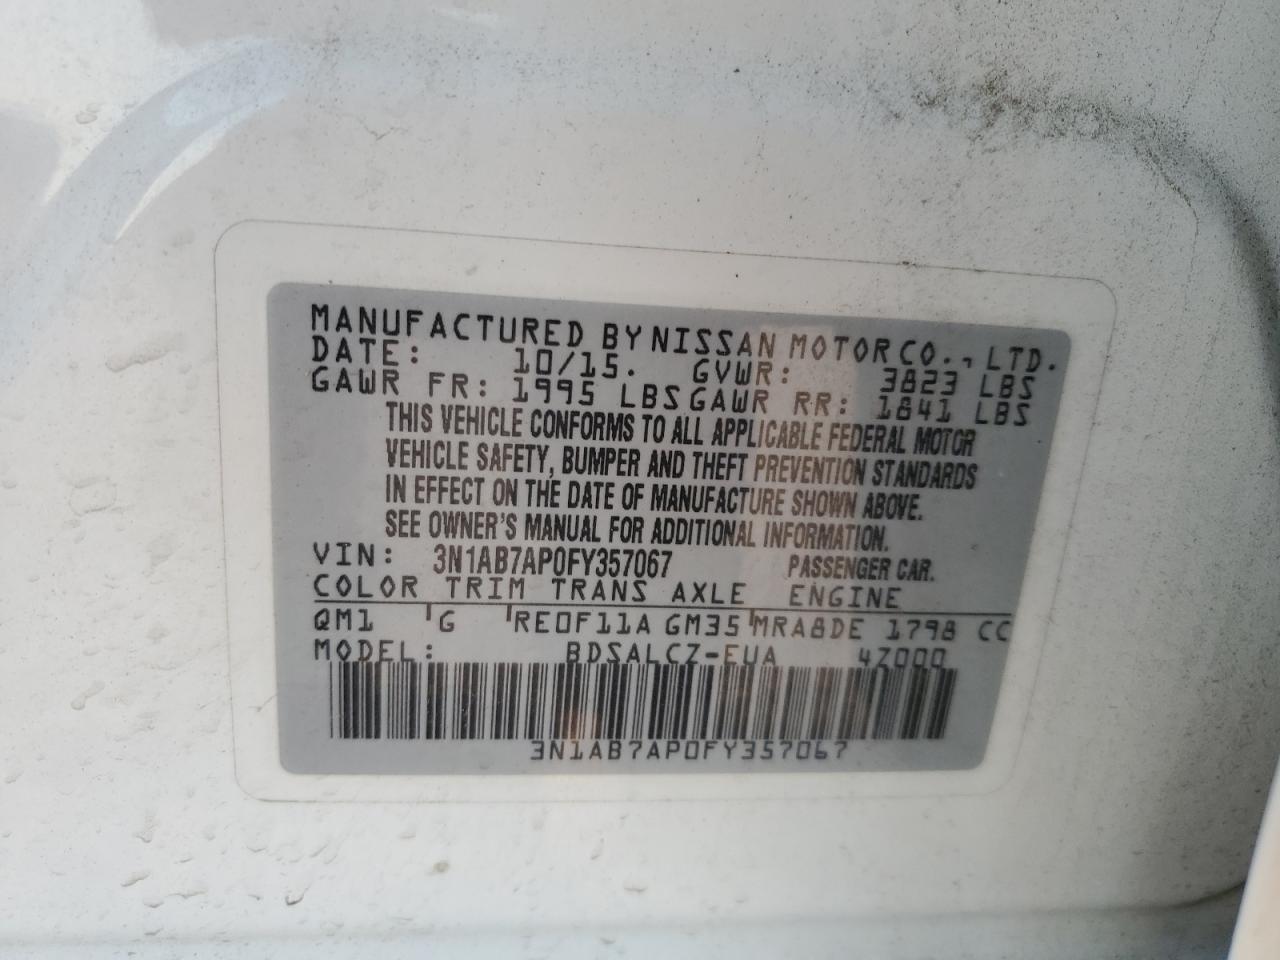 MANUFACTURED BY NISSAN MOTOR CO., LTD.
DATE: 10/15. GVWR: 3823 LBS
GAWR FR: 1995 LBS GAWR RR: 1841 LBS
THIS VEHICLE CONFORMS TO ALL APPLICABLE FEDERAL MOTOR
VEHICLE SAFETY, BUMPER AND THEFT PREVENTION STANDARDS
IN EFFECT ON THE DATE OF MANUFACTURE SHOWN ABOVE.
SEE OWNER'S MANUAL FOR ADDITIONAL INFORMATION.
VIN: 3N1AB7AP0FY357067 PASSENGER CAR.
COLOR TRIM TRANS AXLE ENGINE
QM1 G RE0F11A GM35 MRA8DE 1798 CC
MODEL: BDSALCZ-EUA 4Z000
3N1AB7AP0FY357067